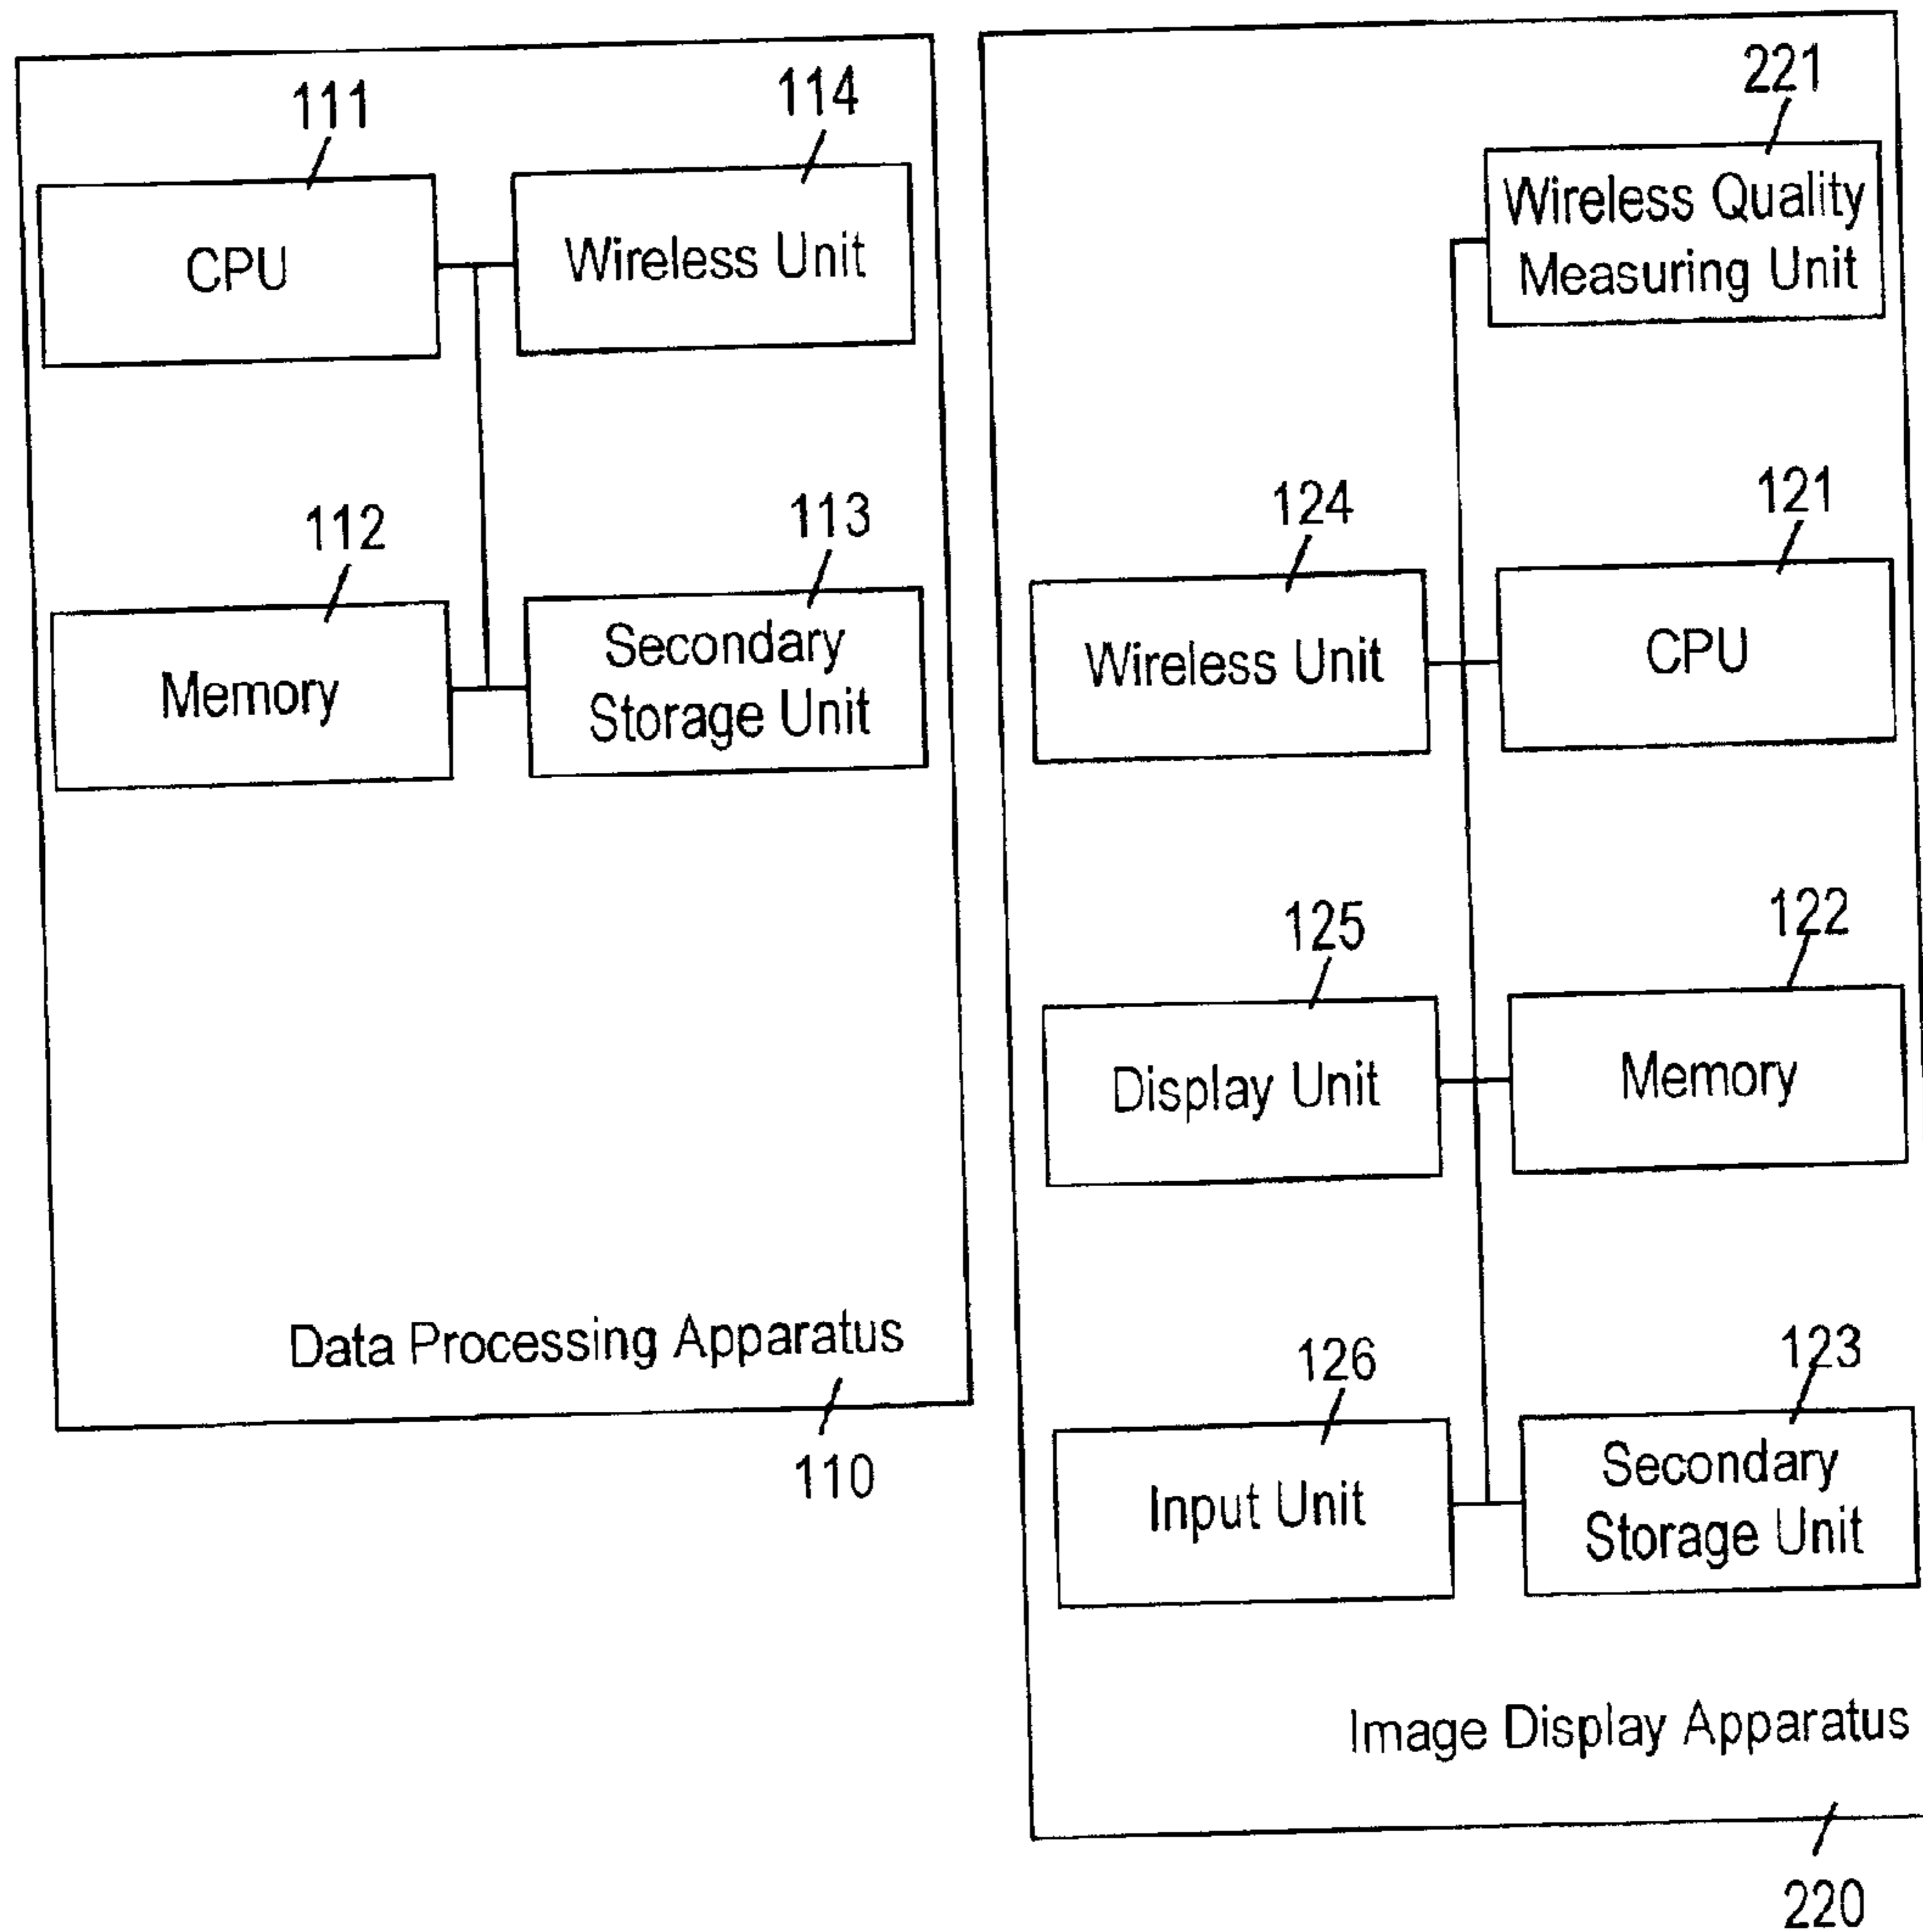 111
114
CPU
Wireless Unit
112
113
Memory
Secondary
Storage Unit
Data Processing Apparatus
110
221
Wireless Quality
Measuring Unit
124
121
Wireless Unit
CPU
125
122
Display Unit
Memory
126
123
Input Unit
Secondary
Storage Unit
Image Display Apparatus
220